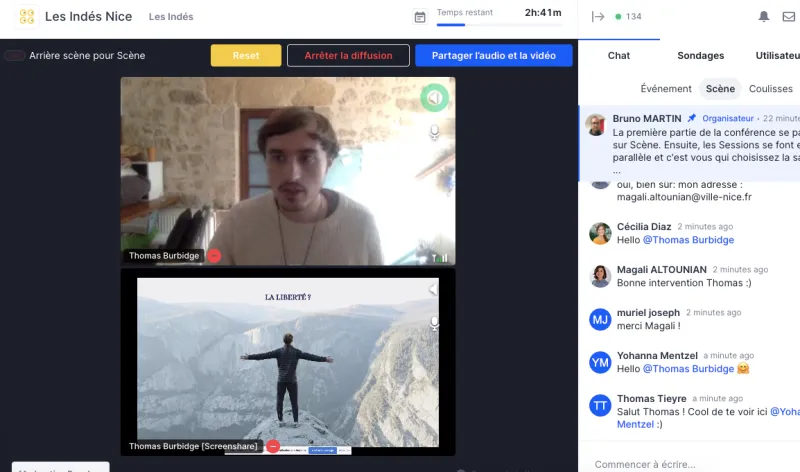 Les Indés Nice
Les Indés
Temps restant
2h:41m
134
Arrière scène pour Scène
Reset
Arrêter la diffusion
Partager l'audio et la vidéo
Thomas Burbidge
LA LIBERTÉ ?
Thomas Burbidge [Screenshare]
Chat
Sondages
Utilisateu
Événement
Scène
Coulisses
Bruno MARTIN Organisateur • 22 minute
La première partie de la conférence se pa
sur Scène. Ensuite, les Sessions se font e
parallèle et c'est vous qui choisissez la sa
...
oui, bien sur: mon adresse :
magali.altounian@ville-nice.fr
Cécilia Diaz 2 minutes ago
Hello @Thomas Burbidge
Magali ALTOUNIAN 2 minutes ago
Bonne intervention Thomas :)
MJ
muriel joseph 2 minutes ago
merci Magali !
YM
Yohanna Mentzel a minute ago
Hello @Thomas Burbidge 🤗
TT
Thomas Tieyre a minute ago
Salut Thomas ! Cool de te voir ici @Yoha
Mentzel :)
Commencer à écrire...